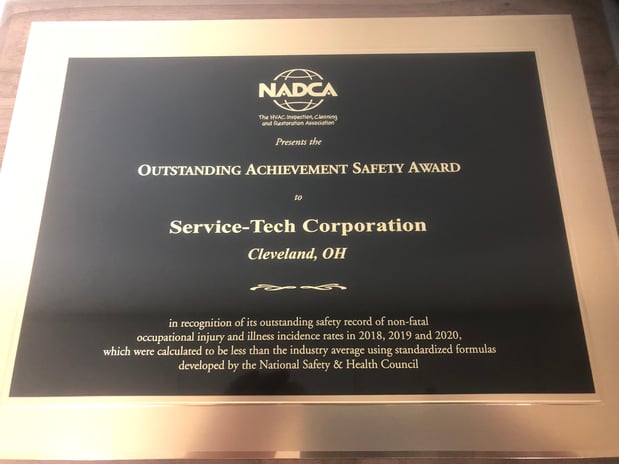 NADCA
The HVAC Inspection, Cleaning
and Restoration Association
Presents the
OUTSTANDING ACHIEVEMENT SAFETY AWARD
to
Service-Tech Corporation
Cleveland, OH
in recognition of its outstanding safety record of non-fatal
occupational injury and illness incidence rates in 2018, 2019 and 2020,
which were calculated to be less than the industry average using standardized formulas
developed by the National Safety & Health Council